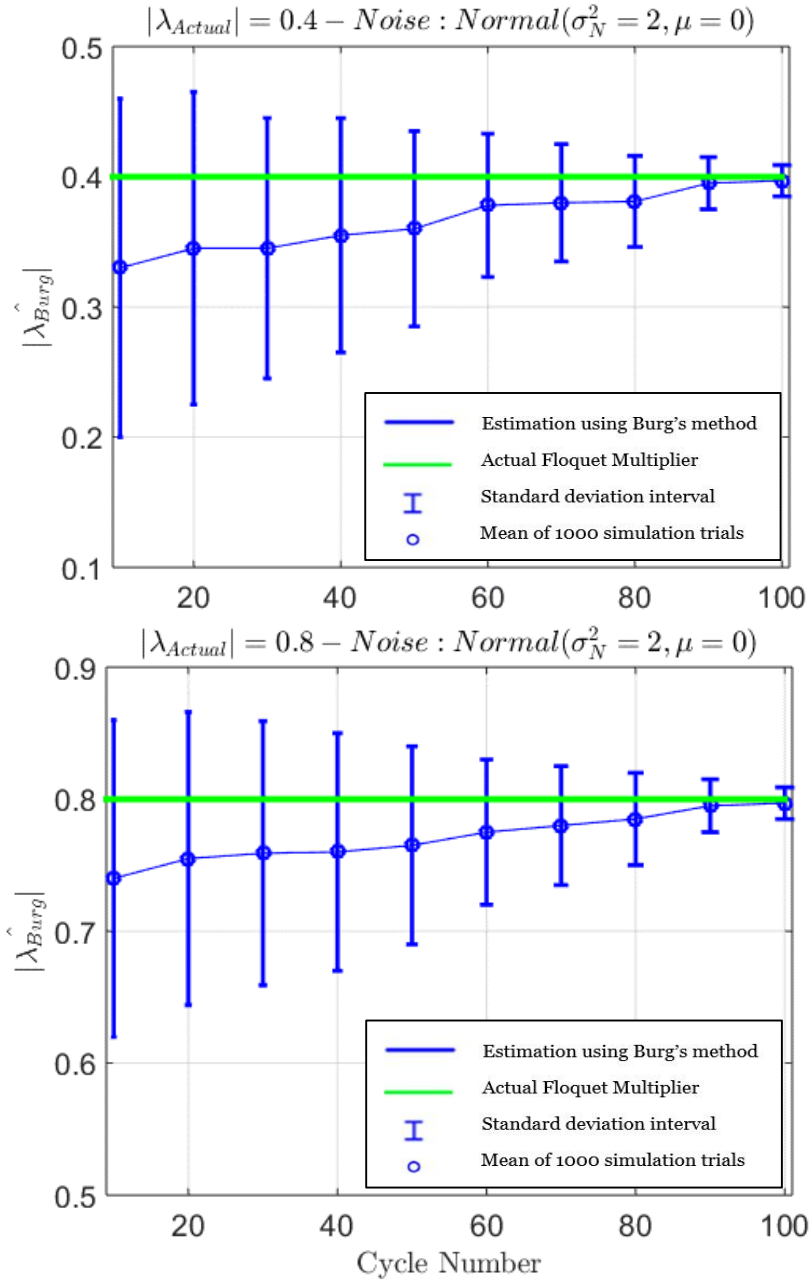 |λ_Actual| = 0.4 − Noise : Normal(σ²_N = 2, μ = 0)
0.5
0.4
0.3
0.2
0.1
|λ̂_Burg|
Estimation using Burg's method
Actual Floquet Multiplier
Standard deviation interval
Mean of 1000 simulation trials
20 40 60 80 100
|λ_Actual| = 0.8 − Noise : Normal(σ²_N = 2, μ = 0)
0.9
0.8
0.7
0.6
0.5
|λ̂_Burg|
Estimation using Burg's method
Actual Floquet Multiplier
Standard deviation interval
Mean of 1000 simulation trials
20 40 60 80 100
Cycle Number